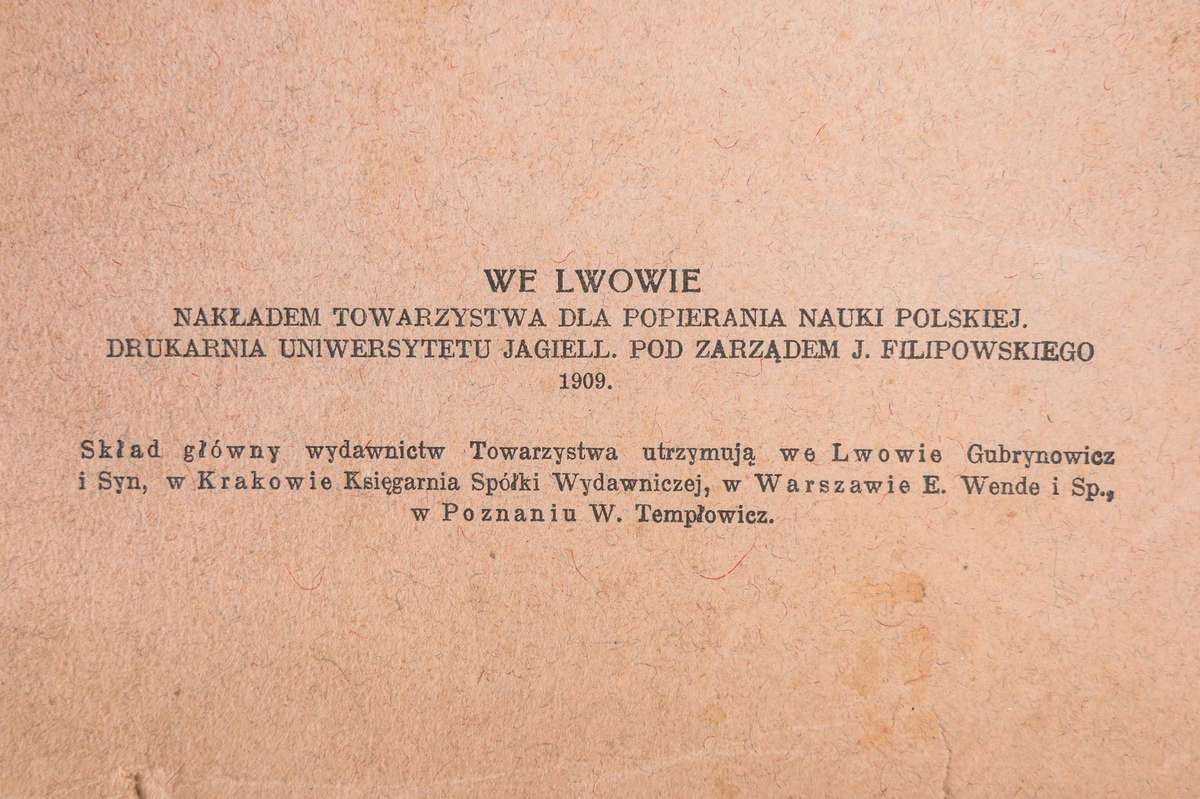 WE LWOWIE
NAKŁADEM TOWARZYSTWA DLA POPIERANIA NAUKI POLSKIEJ.
DRUKARNIA UNIWERSYTETU JAGIELL. POD ZARZĄDEM J. FILIPOWSKIEGO
1909.
Skład główny wydawnictw Towarzystwa utrzymują we Lwowie Gubrynowicz
i Syn, w Krakowie Księgarnia Spółki Wydawniczej, w Warszawie E. Wende i Sp.,
w Poznaniu W. Tempłowicz.